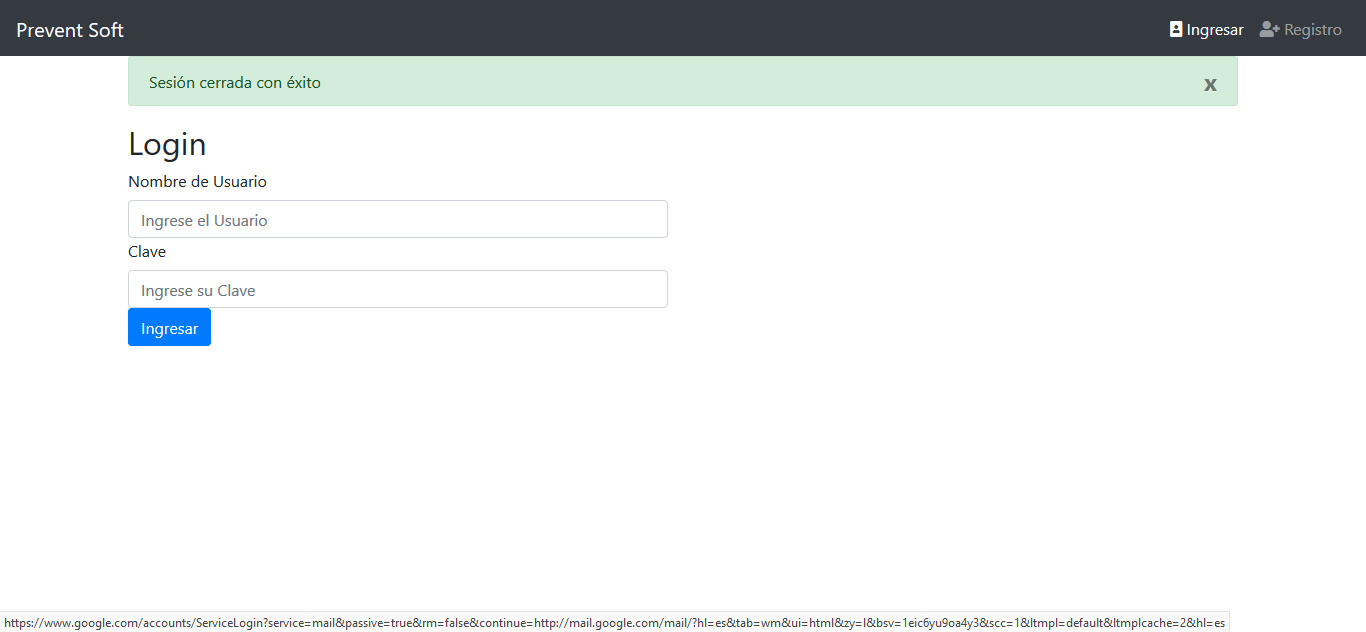 Prevent Soft
Ingresar
Registro
Sesión cerrada con éxito
x
Login
Nombre de Usuario
Ingrese el Usuario
Clave
Ingrese su Clave
Ingresar
https://www.google.com/accounts/ServiceLogin?service=mail&passive=true&rm=false&continue=http://mail.google.com/mail/?hl=es&tab=wm&ui=html&zy=l&bsv=1eic6yu9oa4y3&scc=1&ltmpl=default&ltmplcache=2&hl=es